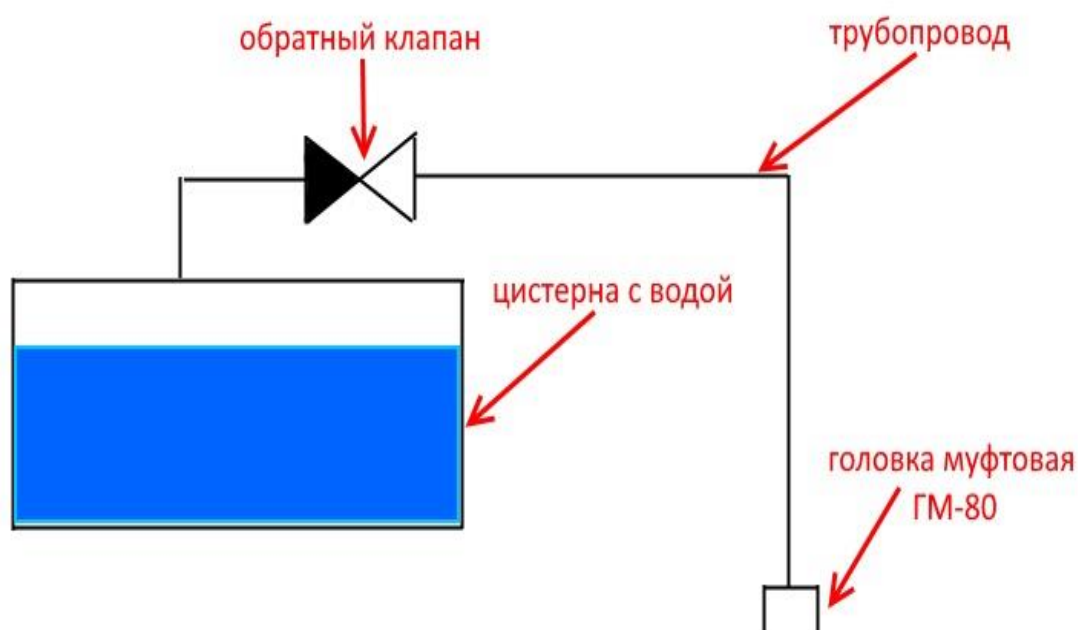 обратный клапан
трубопровод
цистерна с водой
головка муфтовая
ГМ-80